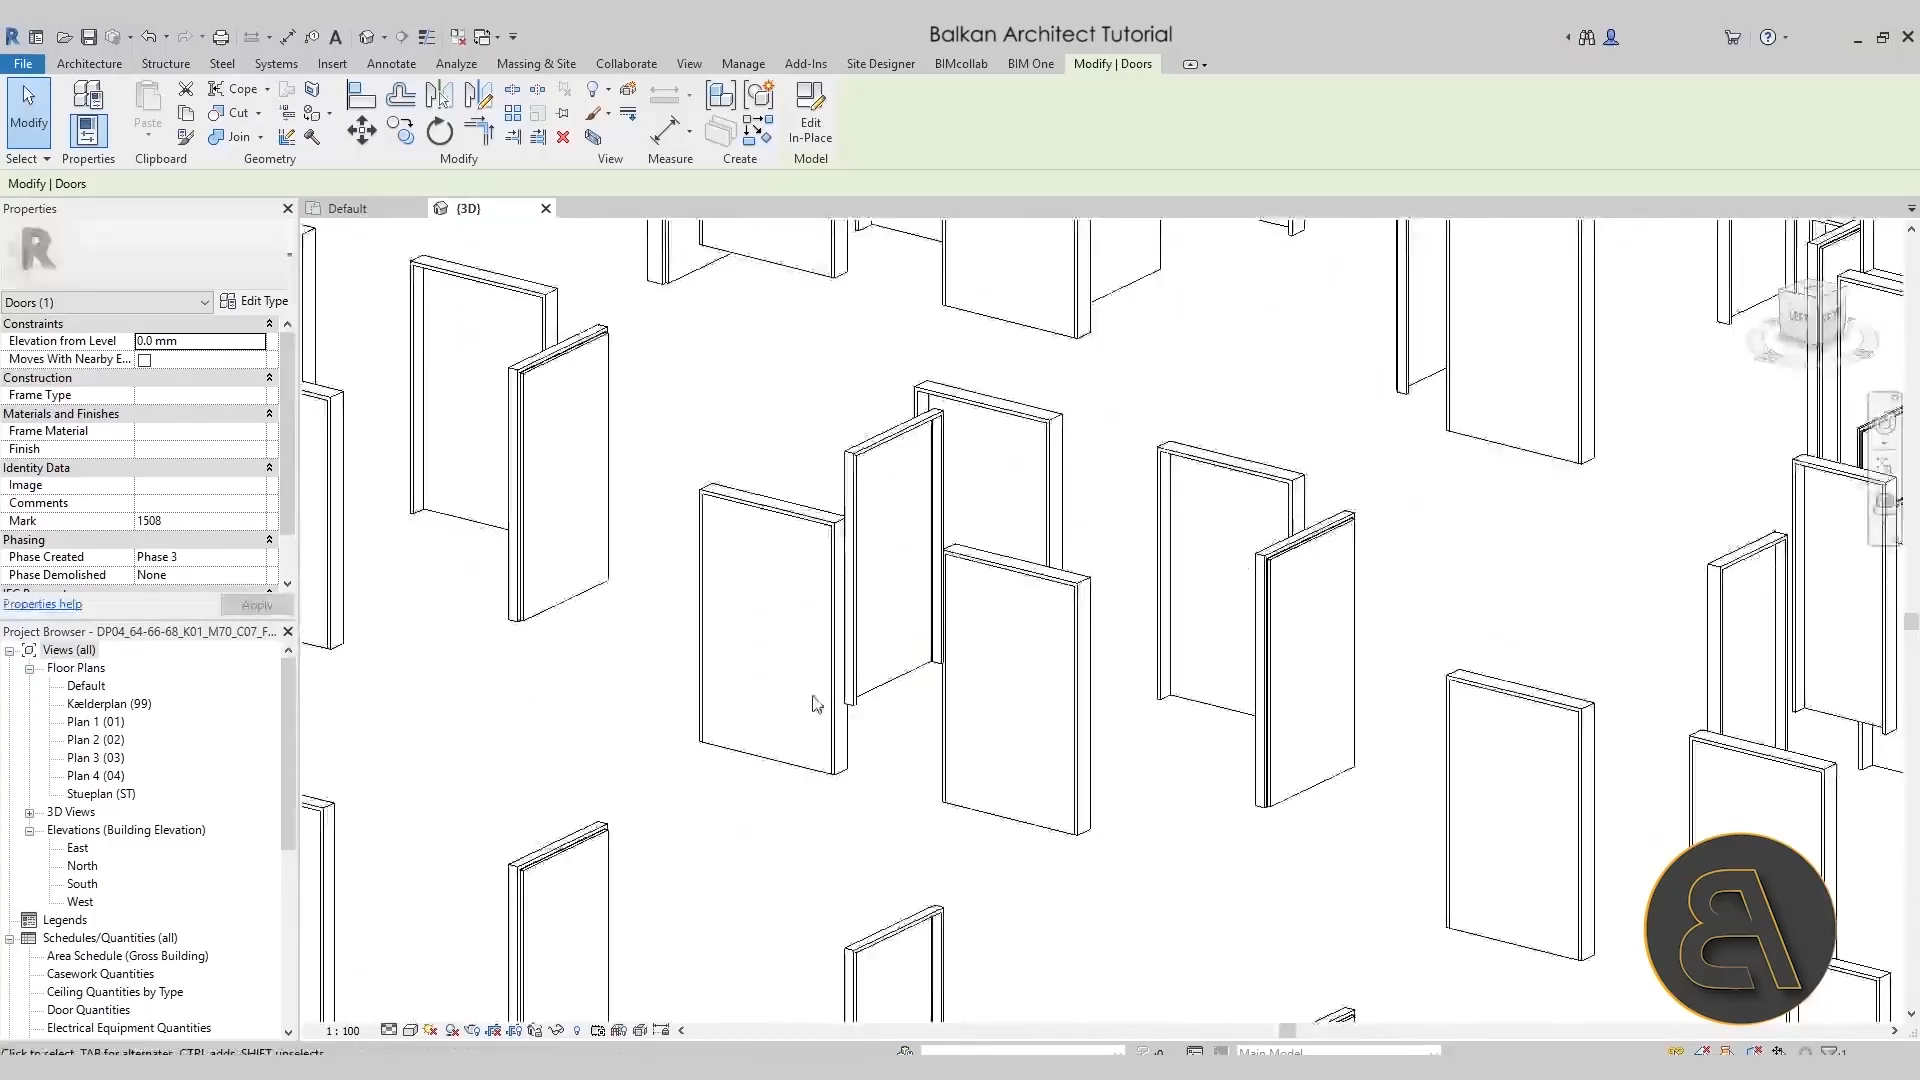 Balkan Architect Tutorial
File Architecture Structure Steel Systems Insert Annotate Analyze Massing & Site Collaborate View Manage Add-Ins Site Designer BIMcollab BIM One Modify | Doors
Modify
Paste
Cope
Cut
Join
Edit
In-Place
Select Properties Clipboard Geometry Modify View Measure Create Model
Modify | Doors
Properties
Default
{3D}
R
Doors (1)
Edit Type
Constraints
Elevation from Level 0.0 mm
Moves With Nearby E...
Construction
Frame Type
Materials and Finishes
Frame Material
Finish
Identity Data
Image
Comments
Mark 1508
Phasing
Phase Created Phase 3
Phase Demolished None
Properties help
Apply
Project Browser - DP04_64-66-68_K01_M70_C07_F...
Views (all)
Floor Plans
Default
Kælderplan (99)
Plan 1 (01)
Plan 2 (02)
Plan 3 (03)
Plan 4 (04)
Stueplan (ST)
3D Views
Elevations (Building Elevation)
East
North
South
West
Legends
Schedules/Quantities (all)
Area Schedule (Gross Building)
Casework Quantities
Ceiling Quantities by Type
Door Quantities
Electrical Equipment Quantities
1 : 100
Click to select, TAB for alternates, CTRL adds, SHIFT unselects.
:0
Main Model
:1